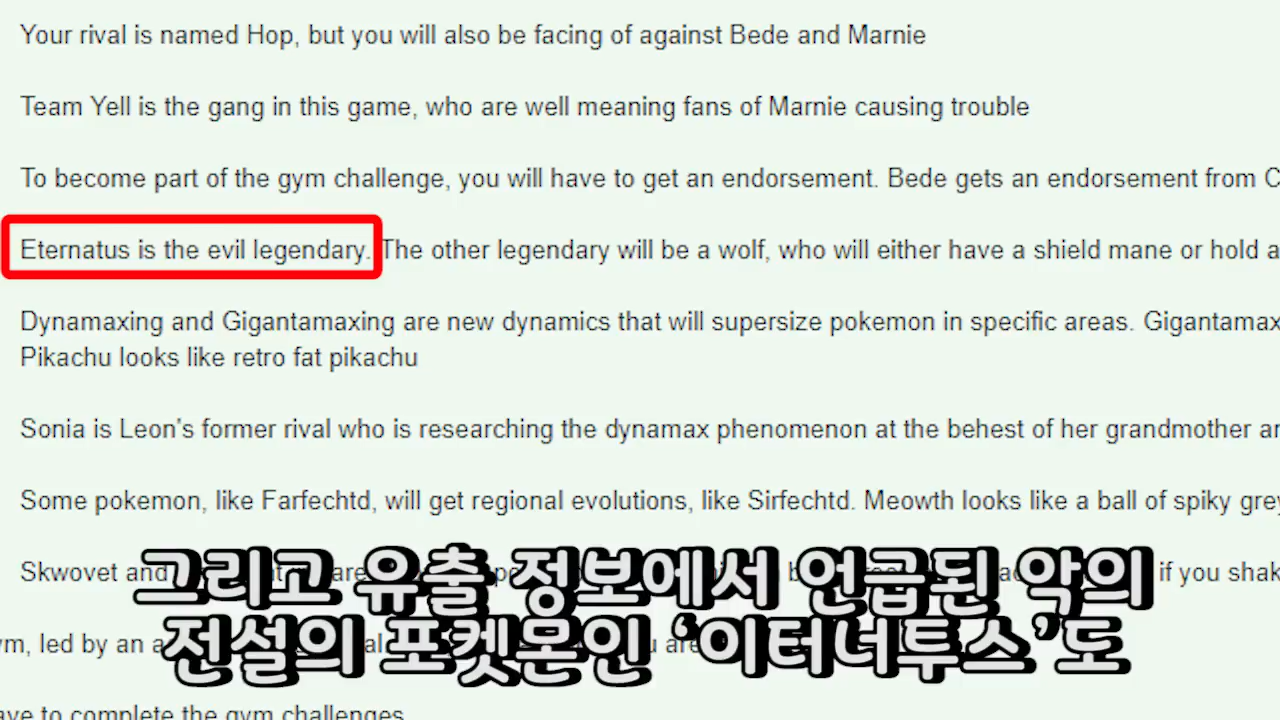 Your rival is named Hop, but you will also be facing of against Bede and Marnie
Team Yell is the gang in this game, who are well meaning fans of Marnie causing trouble
To become part of the gym challenge, you will have to get an endorsement. Bede gets an endorsement from C
Eternatus is the evil legendary. The other legendary will be a wolf, who will either have a shield mane or hold a
Dynamaxing and Gigantamaxing are new dynamics that will supersize pokemon in specific areas. Gigantamax
Pikachu looks like retro fat pikachu
Sonia is Leon's former rival who is researching the dynamax phenomenon at the behest of her grandmother ar
Some pokemon, like Farfechtd, will get regional evolutions, like Sirfechtd. Meowth looks like a ball of spiky grey
Skwovet and if you shak
그리고 유출 정보에서 언급된 악의
m, led by an
전설의 포켓몬인 ‘이터너투스’도
ave to complete the gym challenges